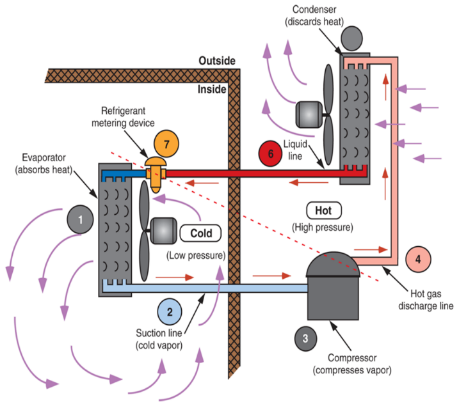 Condenser
(discards heat)
Outside
Inside
Refrigerant
metering device
7
Evaporator
(absorbs heat)
6
Liquid
line
1
Cold
(Low pressure)
Hot
(High pressure)
4
2
Suction line
(cold vapor)
3
Hot gas
discharge line
Compressor
(compresses vapor)